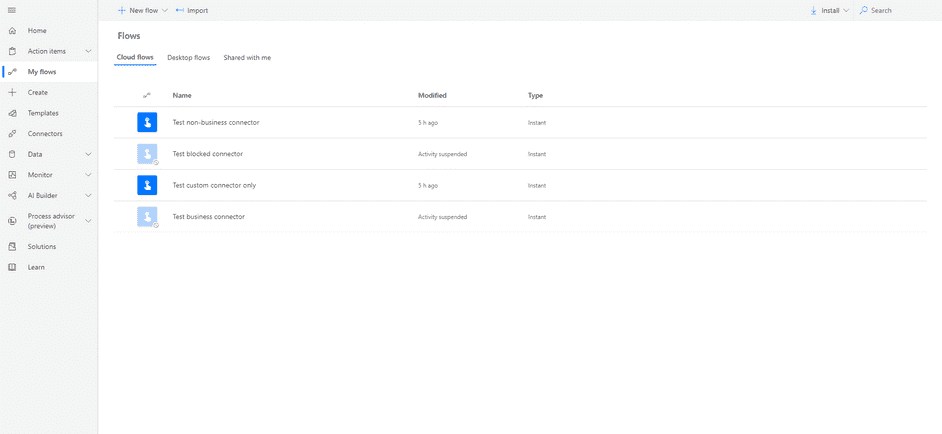 New flow
Import
Install
Search
Home
Action items
My flows
Create
Templates
Connectors
Data
Monitor
AI Builder
Process advisor
(preview)
Solutions
Learn
Flows
Cloud flows Desktop flows Shared with me
Name Modified Type
Test non-business connector 5 h ago Instant
Test blocked connector Activity suspended Instant
Test custom connector only 5 h ago Instant
Test business connector Activity suspended Instant